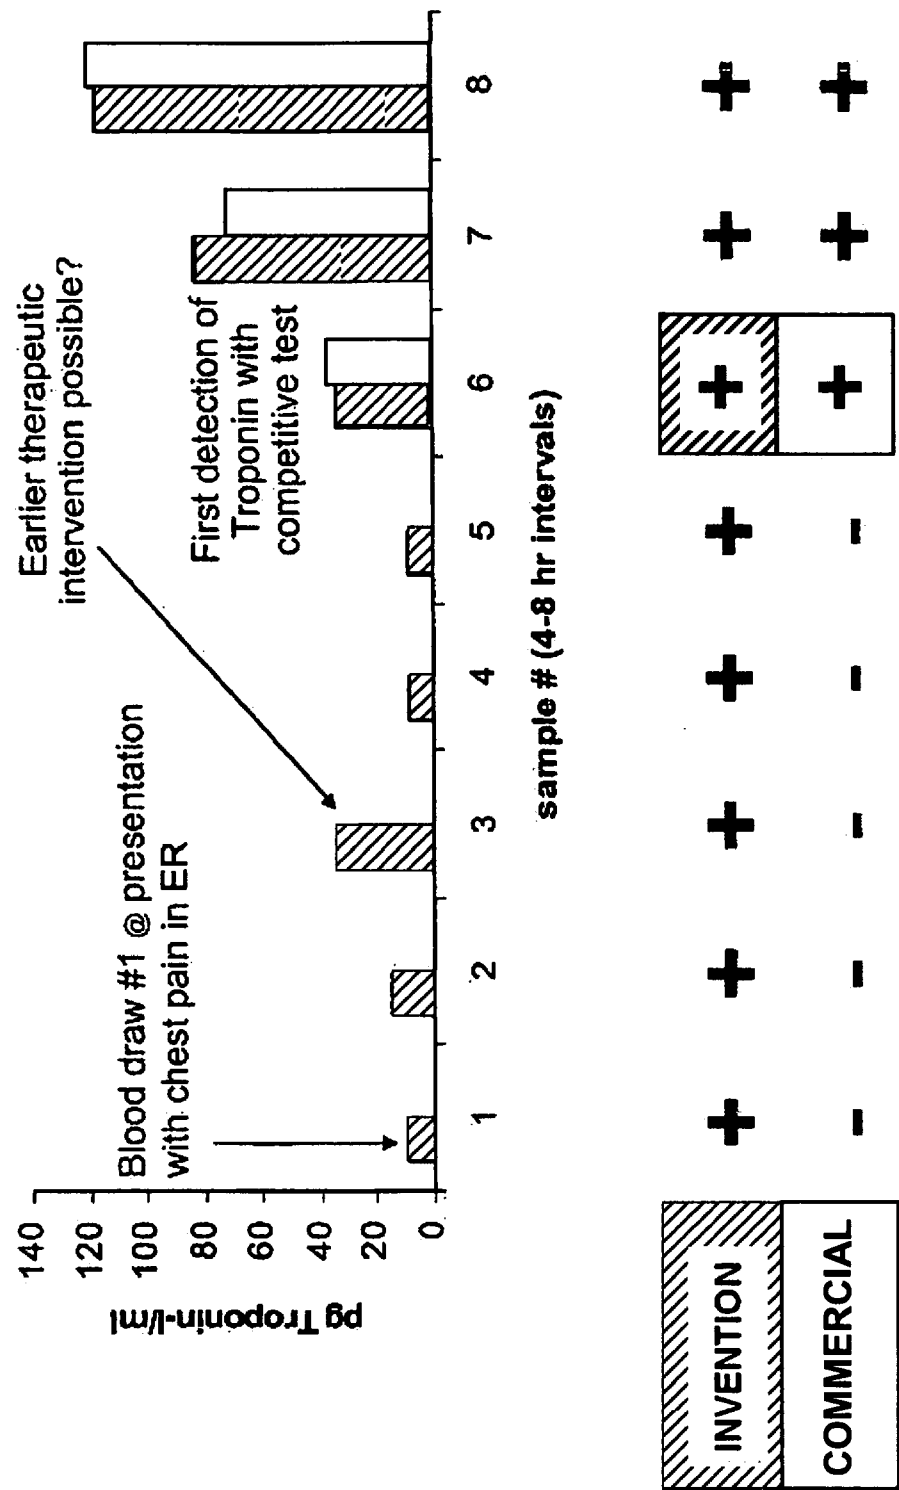 140
120
100
80
60
40
20
0
pg Troponin-I/ml
Blood draw #1 @ presentation
with chest pain in ER
Earlier therapeutic
intervention possible?
First detection of
Troponin with
competitive test
1 2 3 4 5 6 7 8
sample # (4-8 hr intervals)
INVENTION + + + + + + + +
COMMERCIAL - - - - - + + +